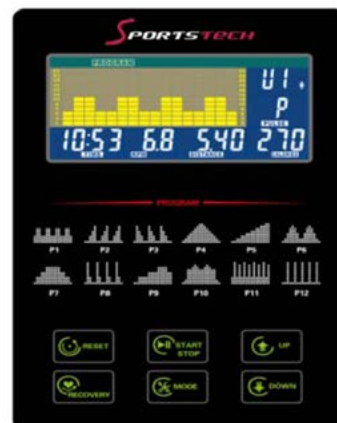 SPORTSTECH
PROGRAM
U1
P
PULSE
10:53 6.8 5.40 270
TIME RPM DISTANCE CALORIE
PROGRAM
P1 P2 P3 P4 P5 P6
P7 P8 P9 P10 P11 P12
RESET START STOP UP
RECOVERY MODE DOWN